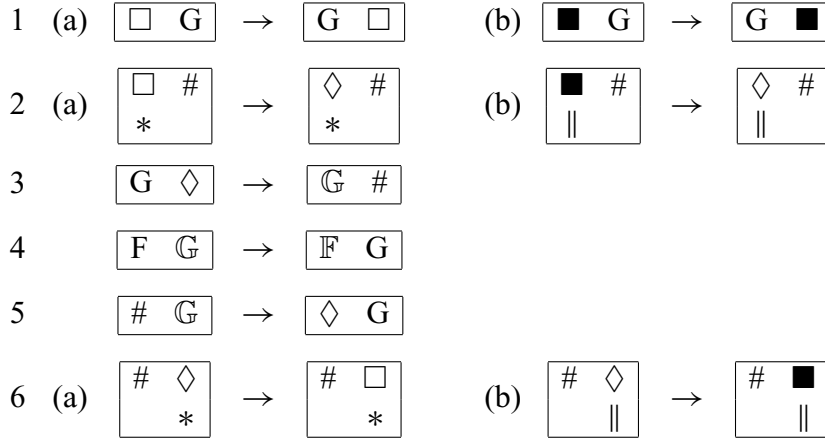 1 (a) □ G → G □ (b) ■ G → G ■
2 (a) □ # → ◇ # (b) ■ # → ◇ #
* * ‖ ‖
3 G ◇ → 𝔾 #
4 F 𝔾 → 𝔽 G
5 # 𝔾 → ◇ G
6 (a) # ◇ → # □ (b) # ◇ → # ■
* * ‖ ‖